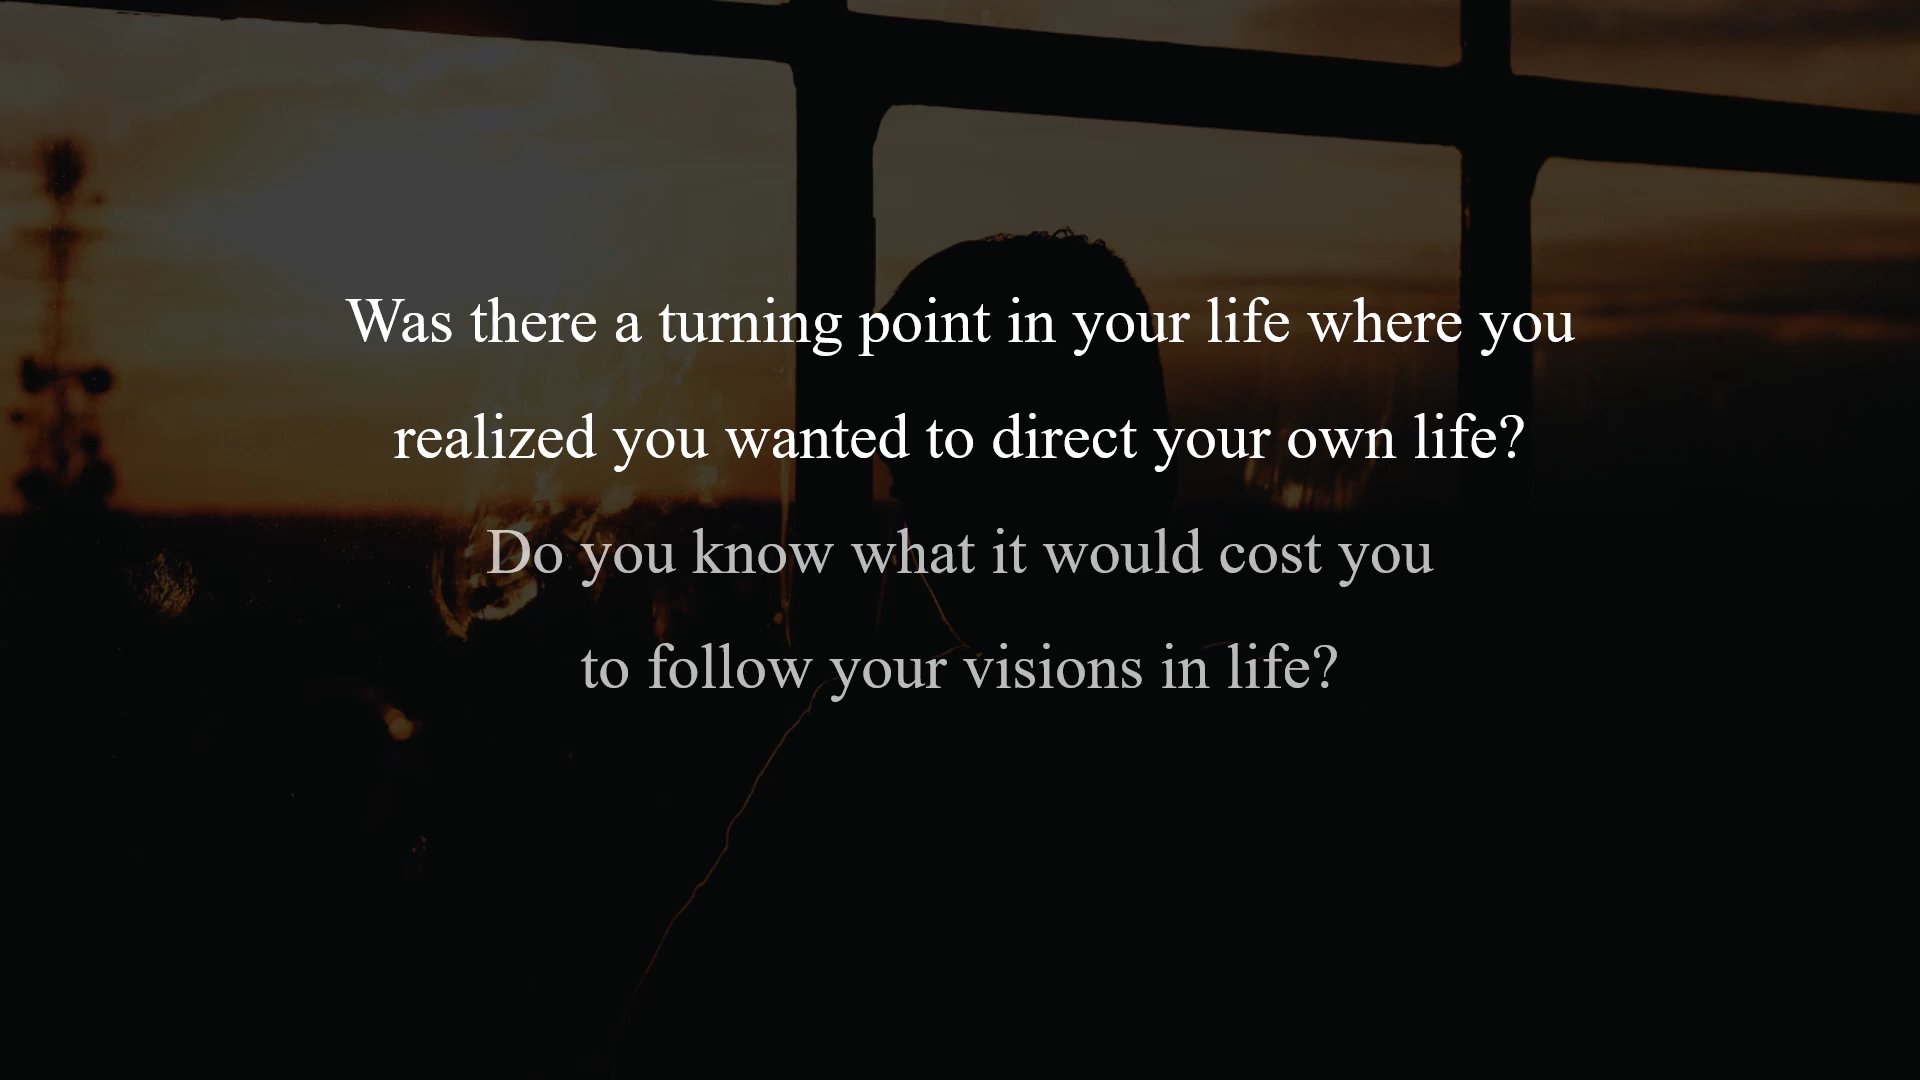 Was there a turning point in your life where you
realized you wanted to direct your own life?
Do you know what it would cost you
to follow your visions in life?